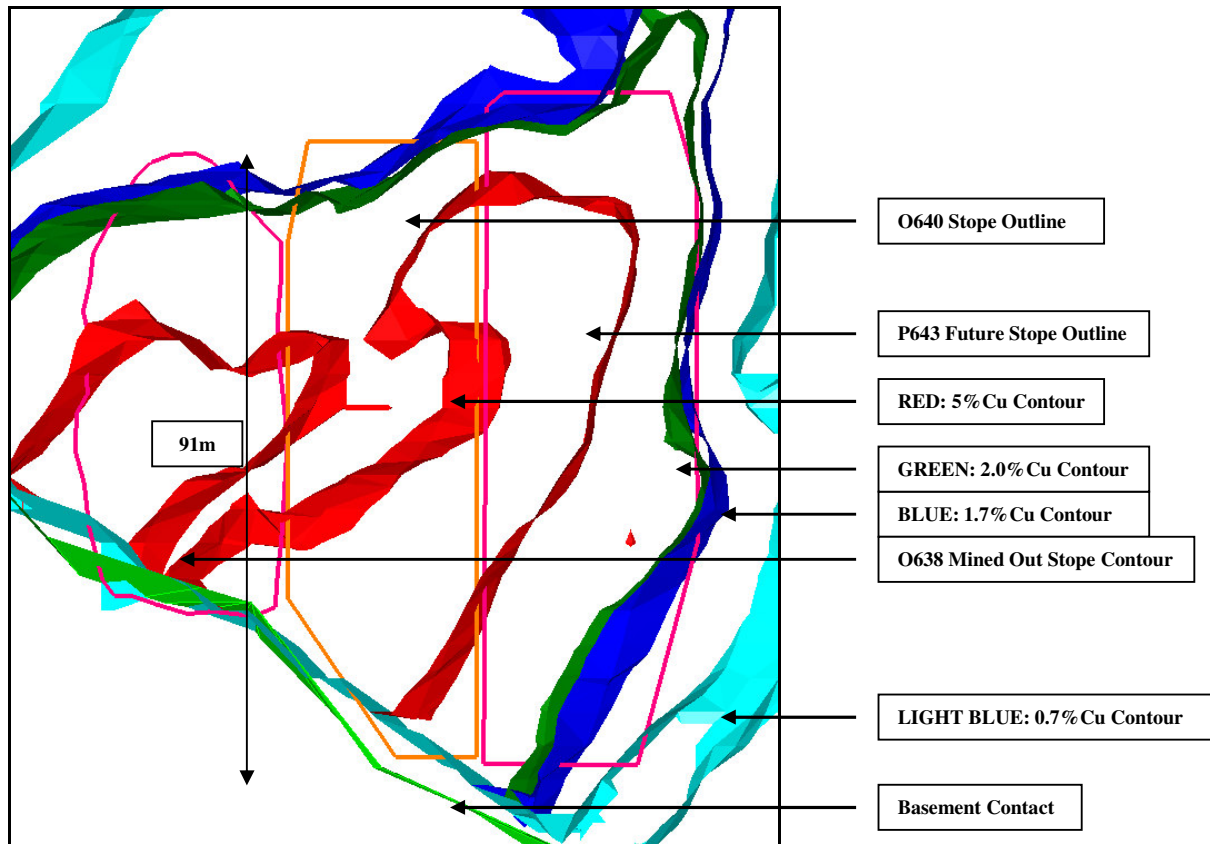 O640 Stope Outline
P643 Future Stope Outline
RED: 5% Cu Contour
91m
GREEN: 2.0% Cu Contour
BLUE: 1.7% Cu Contour
O638 Mined Out Stope Contour
LIGHT BLUE: 0.7% Cu Contour
Basement Contact